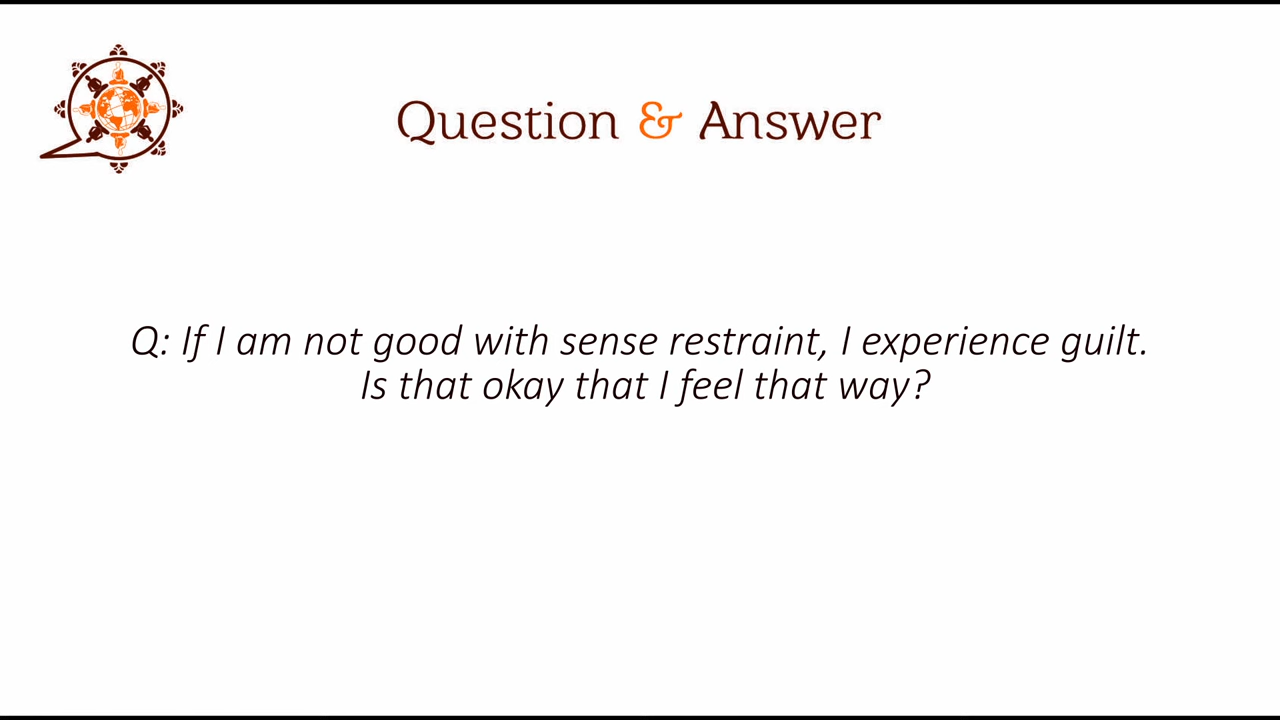 Question & Answer
Q: If I am not good with sense restraint, I experience guilt.
Is that okay that I feel that way?